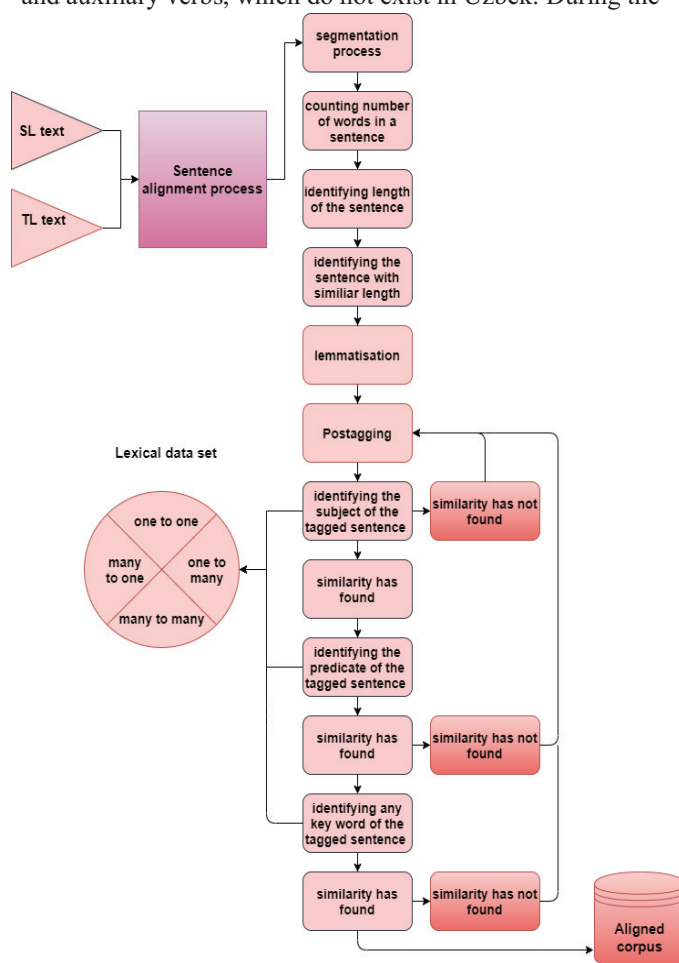 and auxiliary verbs, which do not exist in Uzbek. During the
segmentation
process
SL text
TL text
Sentence
alignment process
counting number
of words in a
sentence
identifying length
of the sentence
identifying the
sentence with
similiar length
lemmatisation
Postagging
Lexical data set
one to one
many
to one
one to
many
many to many
identifying the
subject of the
tagged sentence
similarity has not
found
similarity has
found
identifying the
predicate of the
tagged sentence
similarity has
found
similarity has not
found
identifying any
key word of the
tagged sentence
similarity has
found
similarity has not
found
Aligned
corpus